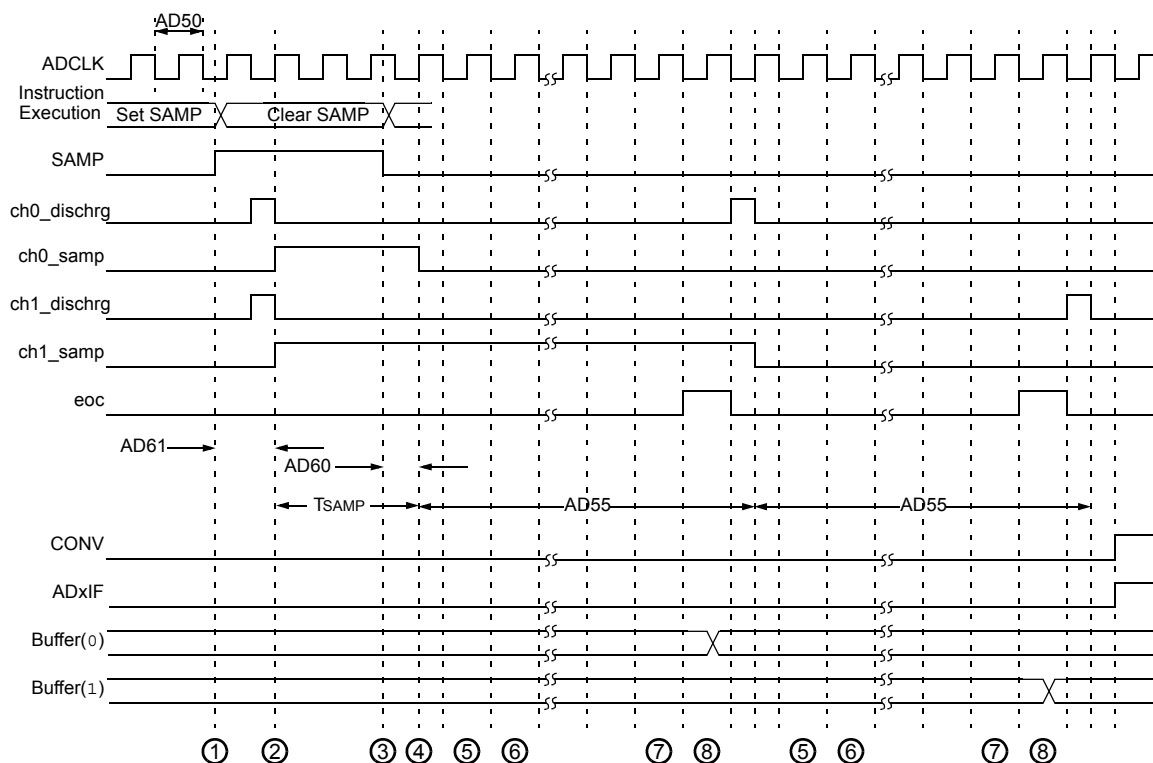 AD50
ADCLK
Instruction
Execution Set SAMP Clear SAMP
SAMP
ch0_dischrg
ch0_samp
ch1_dischrg
ch1_samp
eoc
AD61
AD60
TSAMP AD55 AD55
CONV
ADxIF
Buffer(0)
Buffer(1)
1 2 3 4 5 6 7 8 5 6 7 8